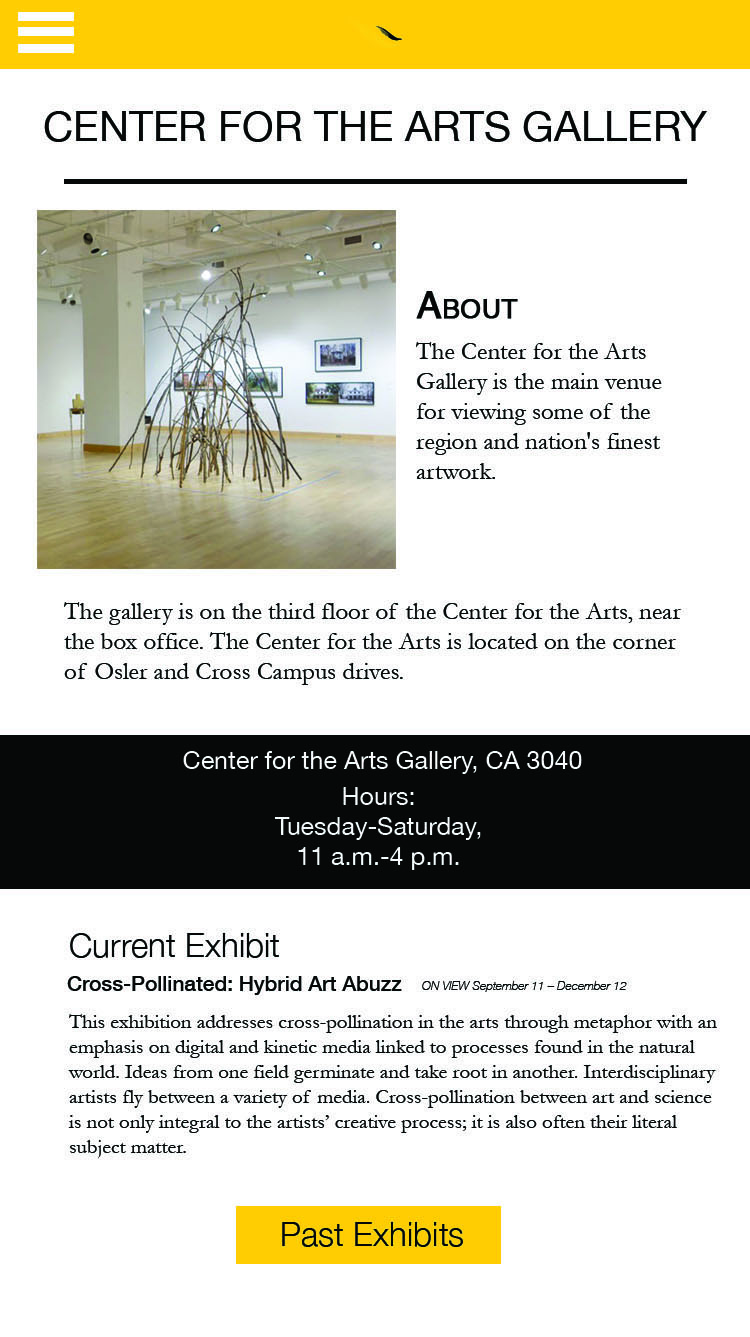 CENTER FOR THE ARTS GALLERY
ABOUT
The Center for the Arts
Gallery is the main venue
for viewing some of the
region and nation's finest
artwork.
The gallery is on the third floor of the Center for the Arts, near
the box office. The Center for the Arts is located on the corner
of Osler and Cross Campus drives.
Center for the Arts Gallery, CA 3040
Hours:
Tuesday-Saturday,
11 a.m.-4 p.m.
Current Exhibit
Cross-Pollinated: Hybrid Art Abuzz ON VIEW September 11 – December 12
This exhibition addresses cross-pollination in the arts through metaphor with an
emphasis on digital and kinetic media linked to processes found in the natural
world. Ideas from one field germinate and take root in another. Interdisciplinary
artists fly between a variety of media. Cross-pollination between art and science
is not only integral to the artists’ creative process; it is also often their literal
subject matter.
Past Exhibits